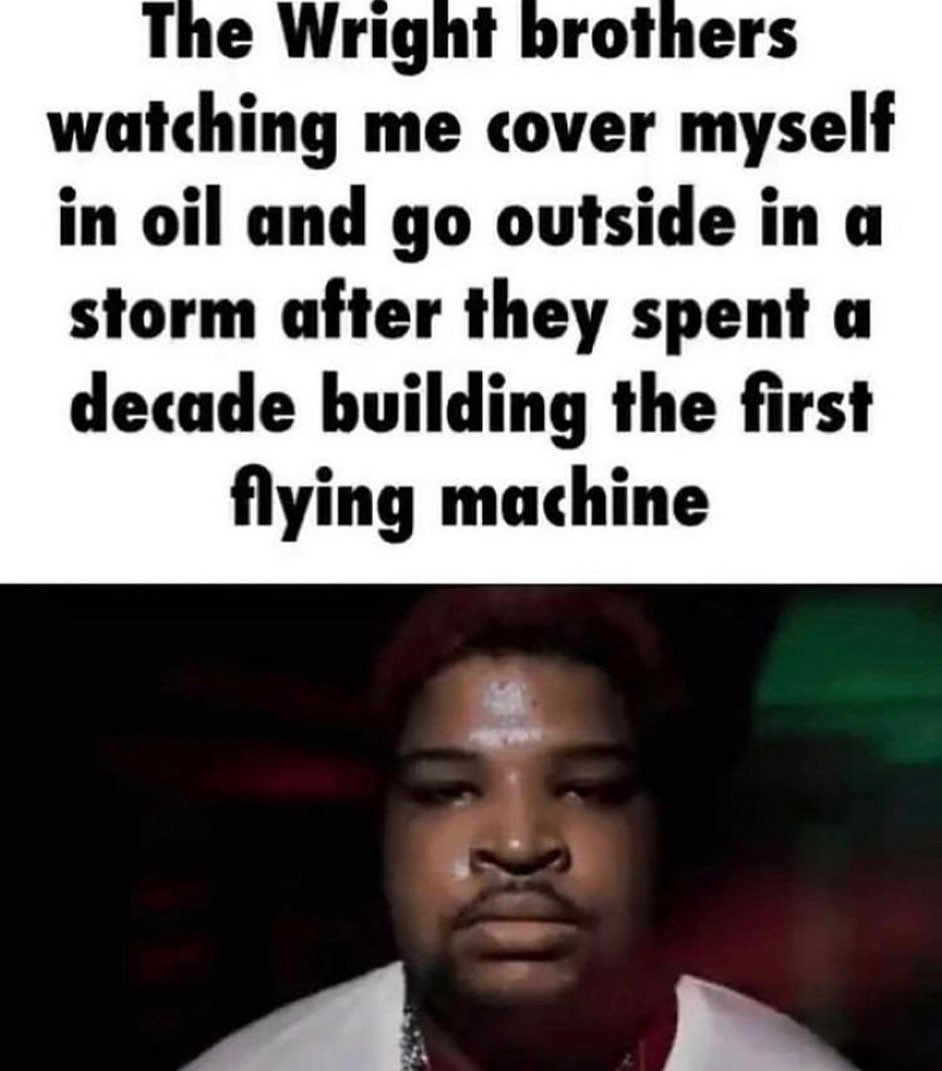 The Wright brothers
watching me cover myself
in oil and go outside in a
storm after they spent a
decade building the first
flying machine